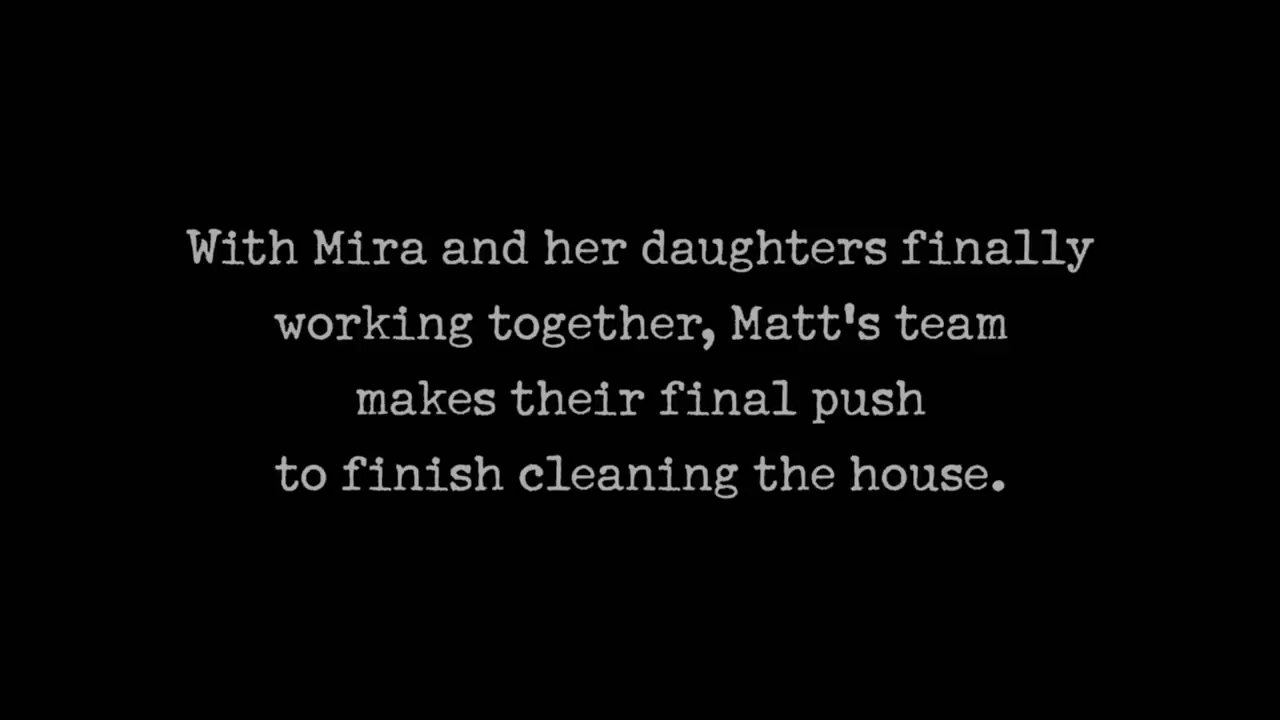 With Mira and her daughters finally
working together, Matt's team
makes their final push
to finish cleaning the house.